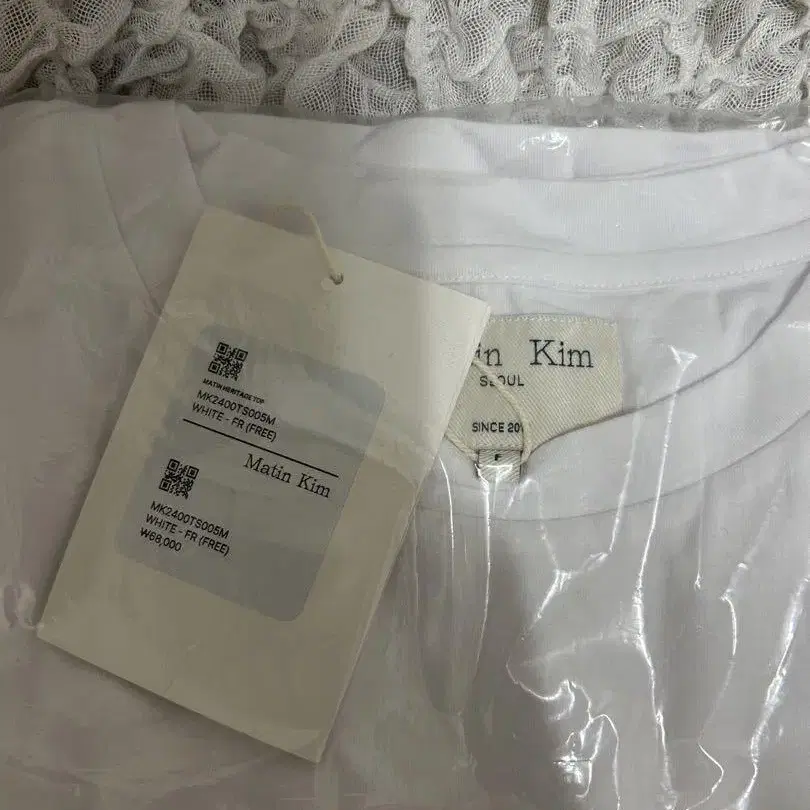 MATIN HERITAGE TOP
MK2400TS005M
WHITE - FR (FREE)
Matin Kim
MK2400TS005M
WHITE - FR (FREE)
₩68,000
in Kim
SEOUL
SINCE 20
F